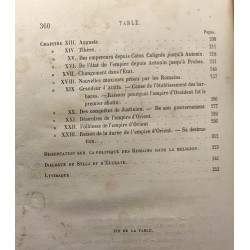 360 TABLE.
Pages.
CHAPITRE XIII. Auguste
» XIV. Tibère.
» XV. Des empereurs depuis Caïus Caligula jusqu'à Antonin.
» XVI. De l'état de l'empire depuis Antonin jusqu'à Probus.
» XVII. Changement dans l'État.
» XVIII. Nouvelles maximes prises par les Romains.
» XIX. Grandeur d'Attila. — Cause de l'établissement des bar-
bares. — Raisons pourquoi l'empire d'Occident fut le
premier abattu.
» XX. Des conquêtes de Justinien. — De son gouvernement
» XXI. Désordres de l'empire d'Orient.
» XXII. Faiblesse de l'empire d'Orient.
» XXIII. Raison de la durée de l'empire d'Orient. — Sa destruc-
tion.
DISSERTATION SUR LA POLITIQUE DES ROMAINS DANS LA RELIGION.
DIALOGUE DE SYLLA ET D'EUCRATE.
LYSIMAQUE
FIN DE LA TABLE.